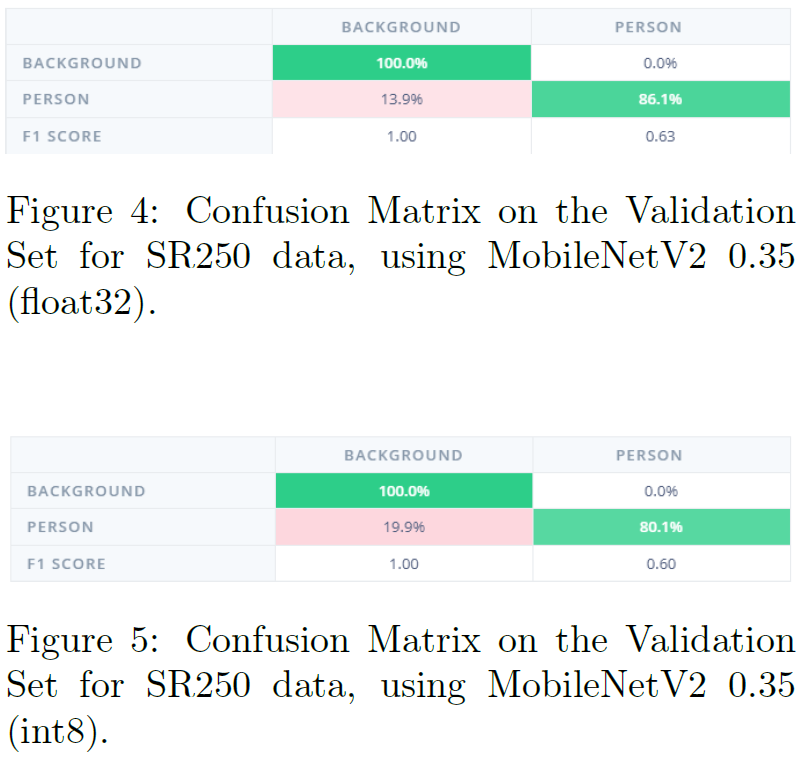 BACKGROUND PERSON
BACKGROUND 100.0% 0.0%
PERSON 13.9% 86.1%
F1 SCORE 1.00 0.63
Figure 4: Confusion Matrix on the Validation
Set for SR250 data, using MobileNetV2 0.35
(float32).
BACKGROUND PERSON
BACKGROUND 100.0% 0.0%
PERSON 19.9% 80.1%
F1 SCORE 1.00 0.60
Figure 5: Confusion Matrix on the Validation
Set for SR250 data, using MobileNetV2 0.35
(int8).